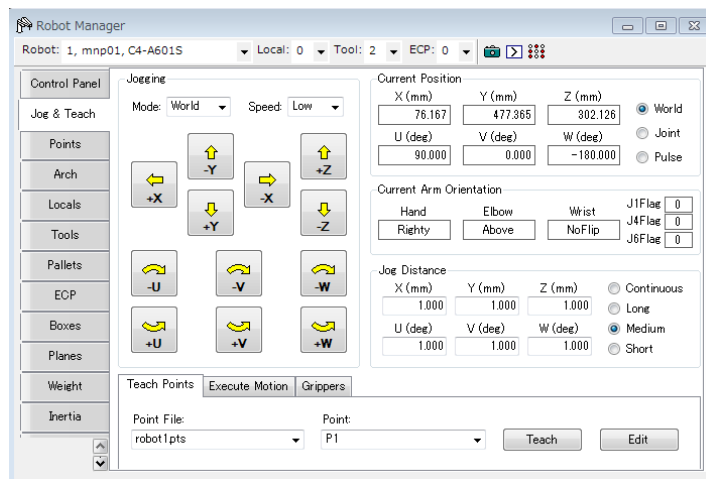 Robot Manager
Robot: 1, mnp01, C4-A601S Local: 0 Tool: 2 ECP: 0
Control Panel
Jog & Teach
Points
Arch
Locals
Tools
Pallets
ECP
Boxes
Planes
Weight
Inertia
Jogging
Mode: World Speed: Low
-Y
+Z
+X
-X
+Y
-Z
-U -V -W
+U +V +W
Current Position
X (mm) Y (mm) Z (mm)
76.167 477.365 302.126
U (deg) V (deg) W (deg)
90.000 0.000 -180.000
World
Joint
Pulse
Current Arm Orientation
Hand Elbow Wrist
Righty Above NoFlip
J1Flag 0
J4Flag 0
J6Flag 0
Jog Distance
X (mm) Y (mm) Z (mm)
1.000 1.000 1.000
U (deg) V (deg) W (deg)
1.000 1.000 1.000
Continuous
Long
Medium
Short
Teach Points Execute Motion Grippers
Point File: Point:
robot1.pts P1 Teach Edit